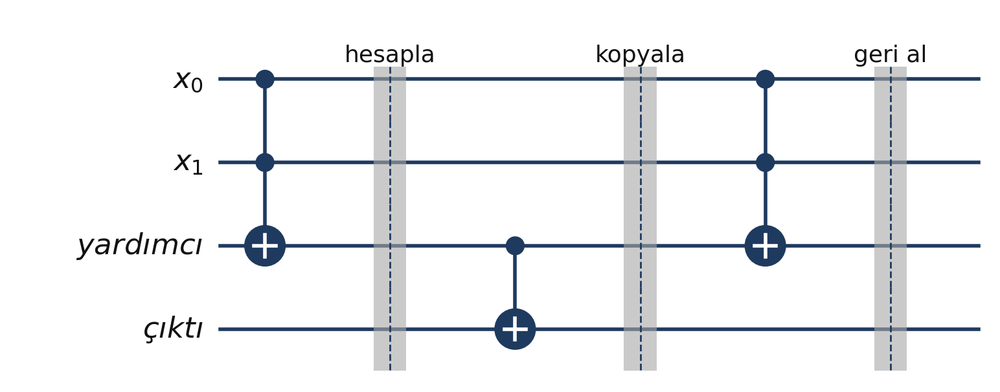 hesapla
kopyala
geri al
x₀
x₁
yardımcı
çıktı